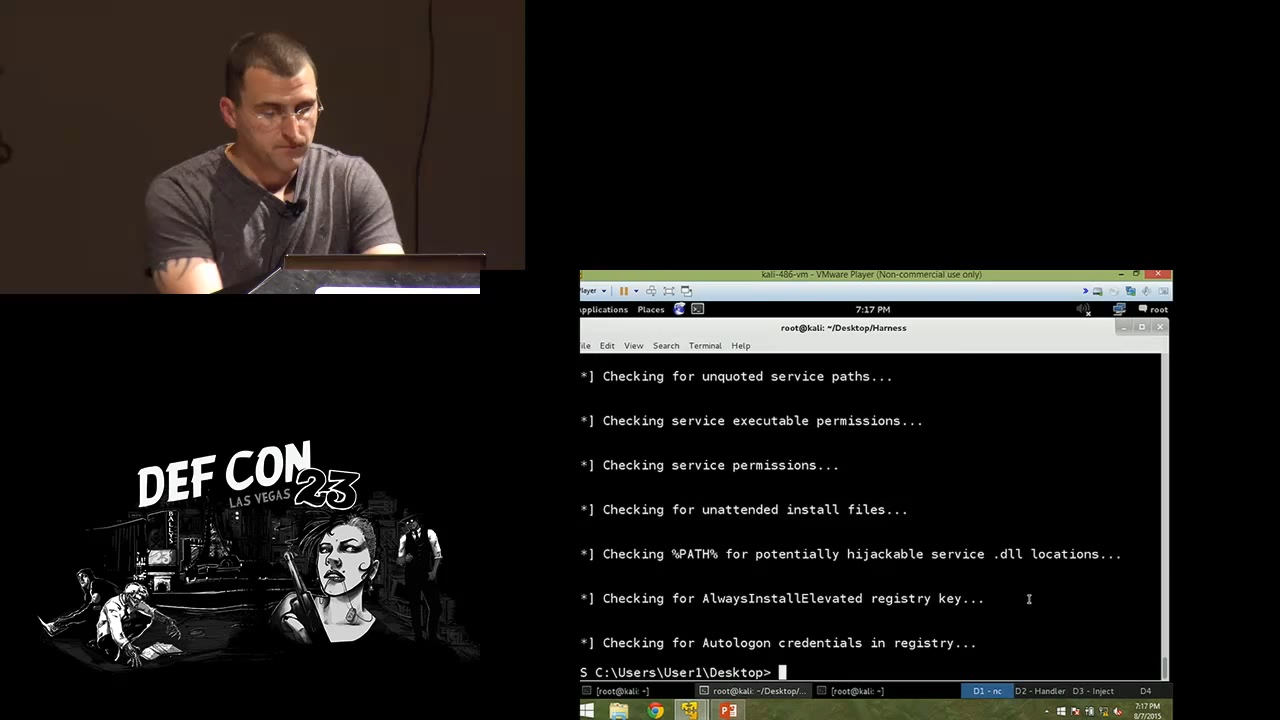 kali-486-vm - VMware Player (Non-commercial use only)
layer
applications Places 7:17 PM root
root@kali: ~/Desktop/Harness
ile Edit View Search Terminal Help
*] Checking for unquoted service paths...
*] Checking service executable permissions...
*] Checking service permissions...
*] Checking for unattended install files...
*] Checking %PATH% for potentially hijackable service .dll locations...
*] Checking for AlwaysInstallElevated registry key...
*] Checking for Autologon credentials in registry...
S C:\Users\User1\Desktop>
[root@kali: ~] root@kali: ~/Desktop/... [root@kali: ~] D1 - nc D2 - Handler D3 - Inject D4
7:17 PM
8/7/2015
DEF CON
LAS VEGAS 23
BALLYS